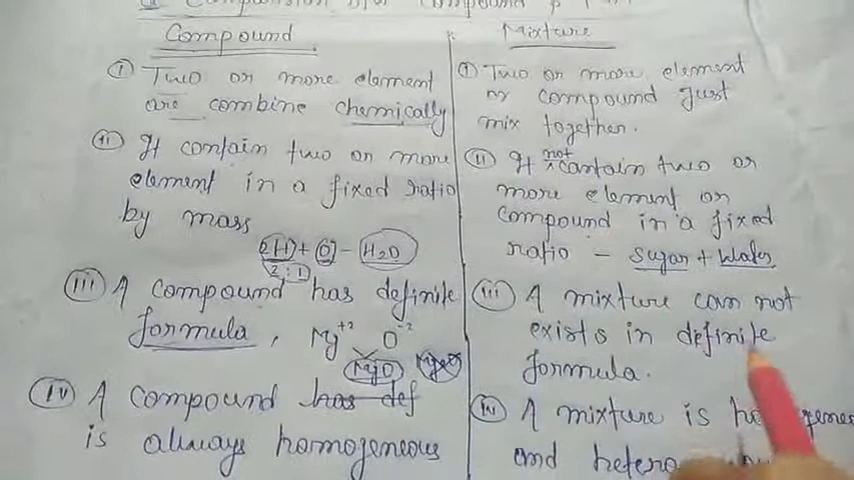 Compound
(i) Two or more element
are combine chemically
(ii) It contain two or more
element in a fixed ratio
by mass
2H + O - H₂O
2 : 1
(iii) A compound has definite
formula, Mg⁺² O⁻²
MgO
(iv) A compound has def
is always homogeneous
Mixture
(i) Two or more element
or compound Just
mix together.
(ii) It not contain two or
more element or
compound in a fixed
ratio - sugar + Water
(iii) A mixture can not
exists in definite
formula.
A mixture is
and